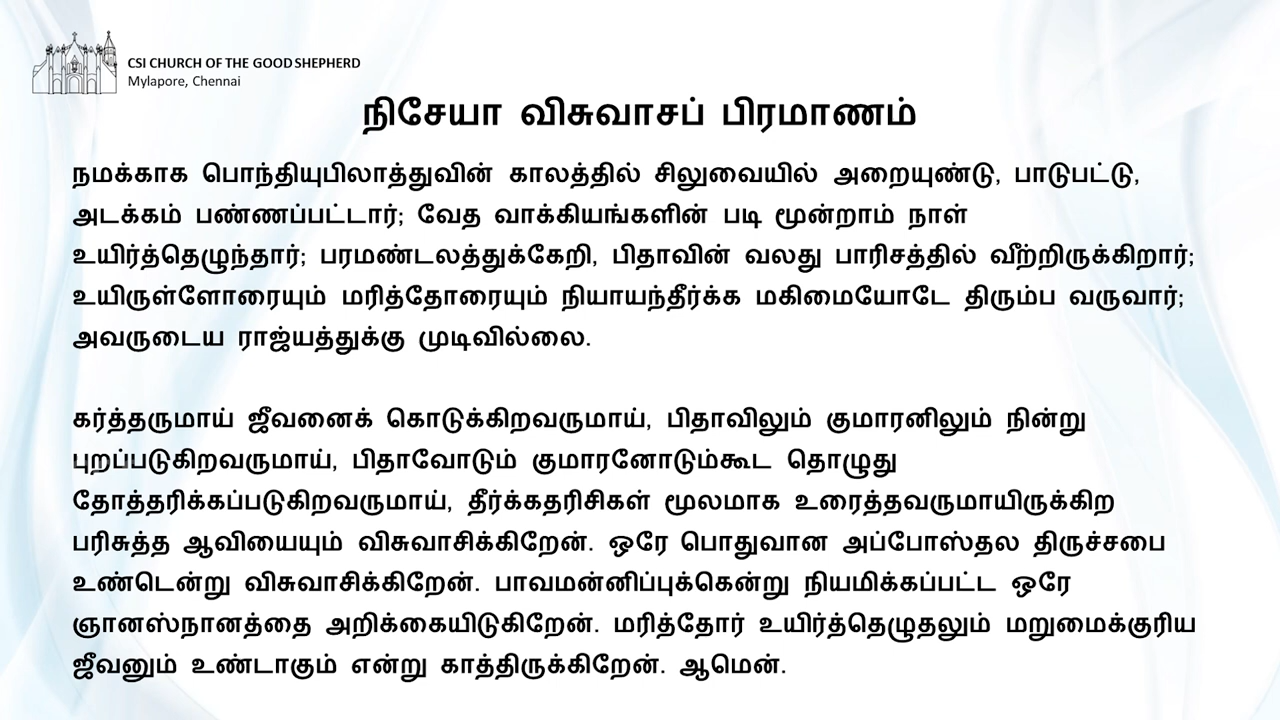 CSI CHURCH OF THE GOOD SHEPHERD
Mylapore, Chennai
நிசேயா விசுவாசப் பிரமாணம்
நமக்காக பொந்தியுபிலாத்துவின் காலத்தில் சிலுவையில் அறையுண்டு, பாடுபட்டு,
அடக்கம் பண்ணப்பட்டார்; வேத வாக்கியங்களின் படி மூன்றாம் நாள்
உயிர்த்தெழுந்தார்; பரமண்டலத்துக்கேறி, பிதாவின் வலது பாரிசத்தில் வீற்றிருக்கிறார்;
உயிருள்ளோரையும் மரித்தோரையும் நியாயந்தீர்க்க மகிமையோடே திரும்ப வருவார்;
அவருடைய ராஜ்யத்துக்கு முடிவில்லை.
கர்த்தருமாய் ஜீவனைக் கொடுக்கிறவருமாய், பிதாவிலும் குமாரனிலும் நின்று
புறப்படுகிறவருமாய், பிதாவோடும் குமாரனோடும்கூட தொழுது
தோத்தரிக்கப்படுகிறவருமாய், தீர்க்கதரிசிகள் மூலமாக உரைத்தவருமாயிருக்கிற
பரிசுத்த ஆவியையும் விசுவாசிக்கிறேன். ஒரே பொதுவான அப்போஸ்தல திருச்சபை
உண்டென்று விசுவாசிக்கிறேன். பாவமன்னிப்புக்கென்று நியமிக்கப்பட்ட ஒரே
ஞானஸ்நானத்தை அறிக்கையிடுகிறேன். மரித்தோர் உயிர்த்தெழுதலும் மறுமைக்குரிய
ஜீவனும் உண்டாகும் என்று காத்திருக்கிறேன். ஆமென்.